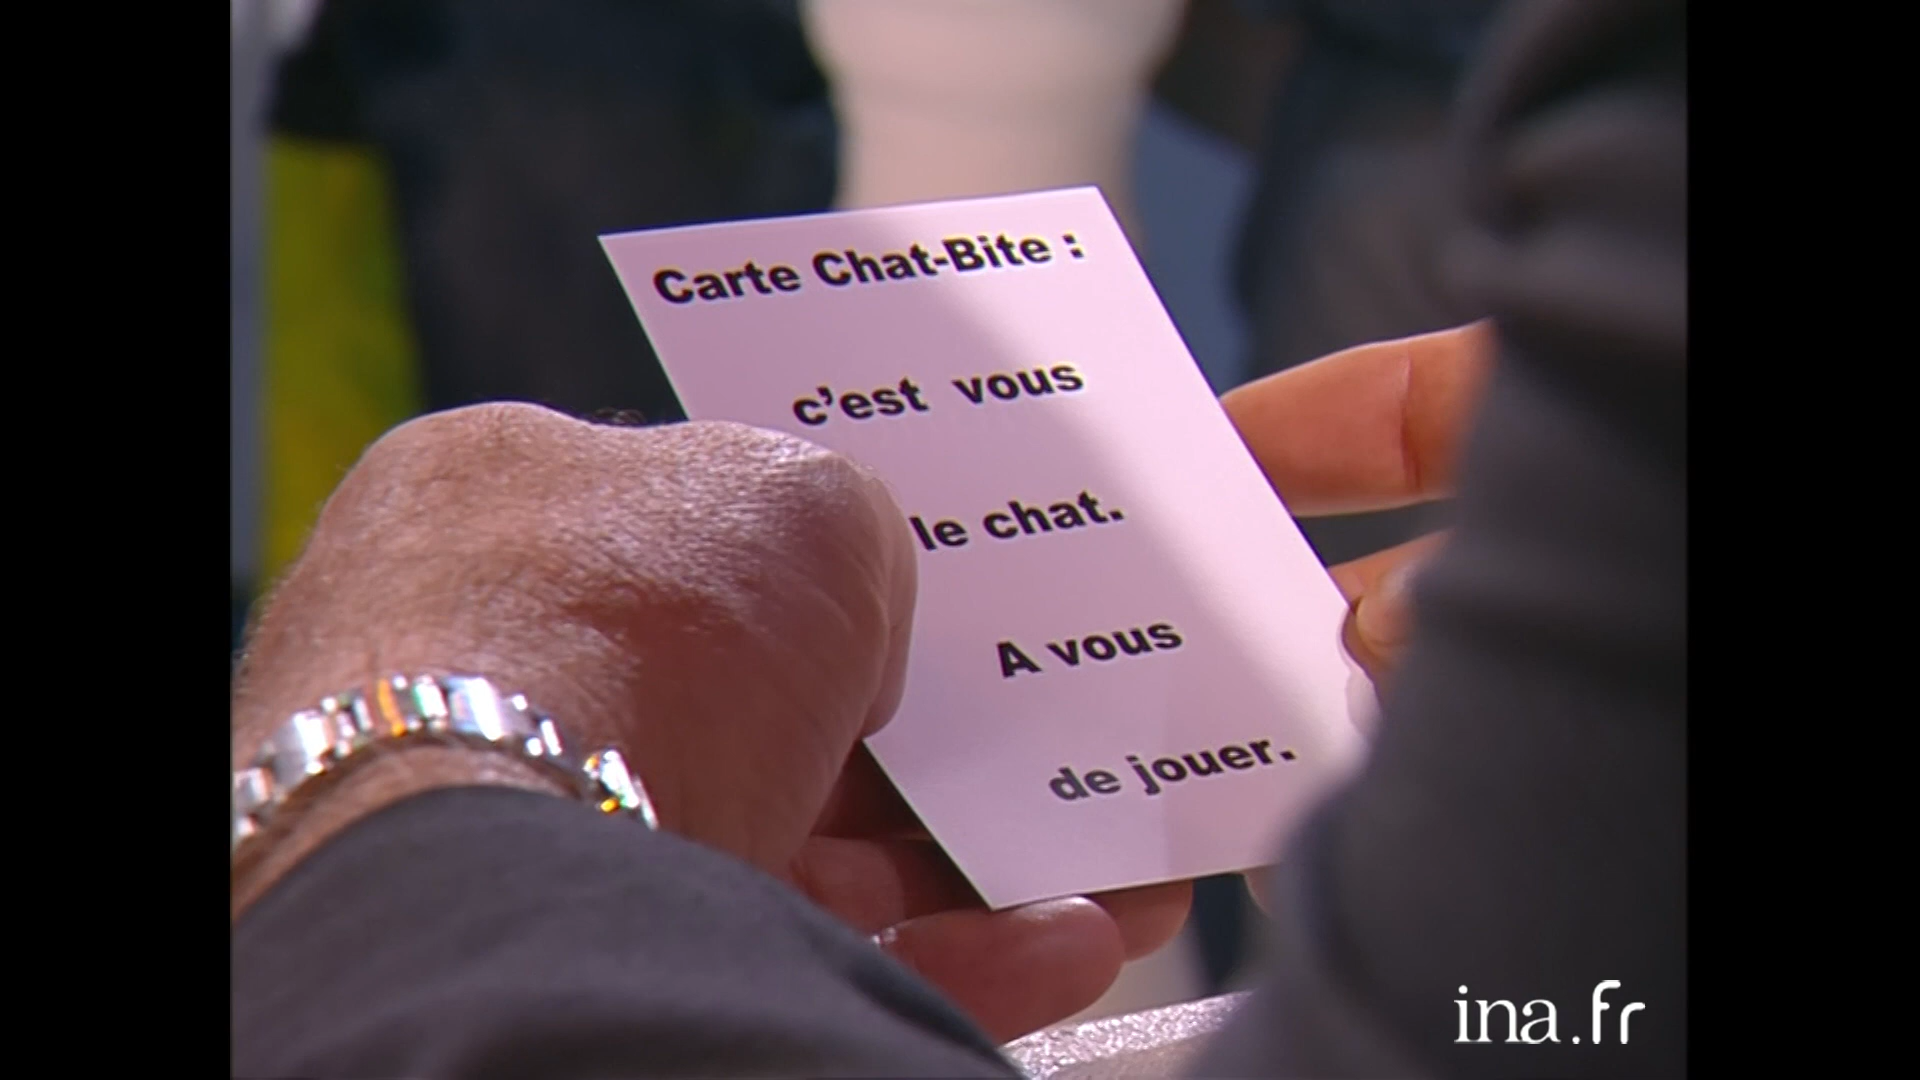 Carte Chat-Bite :
c'est vous
le chat.
A vous
de jouer.
ina.fr